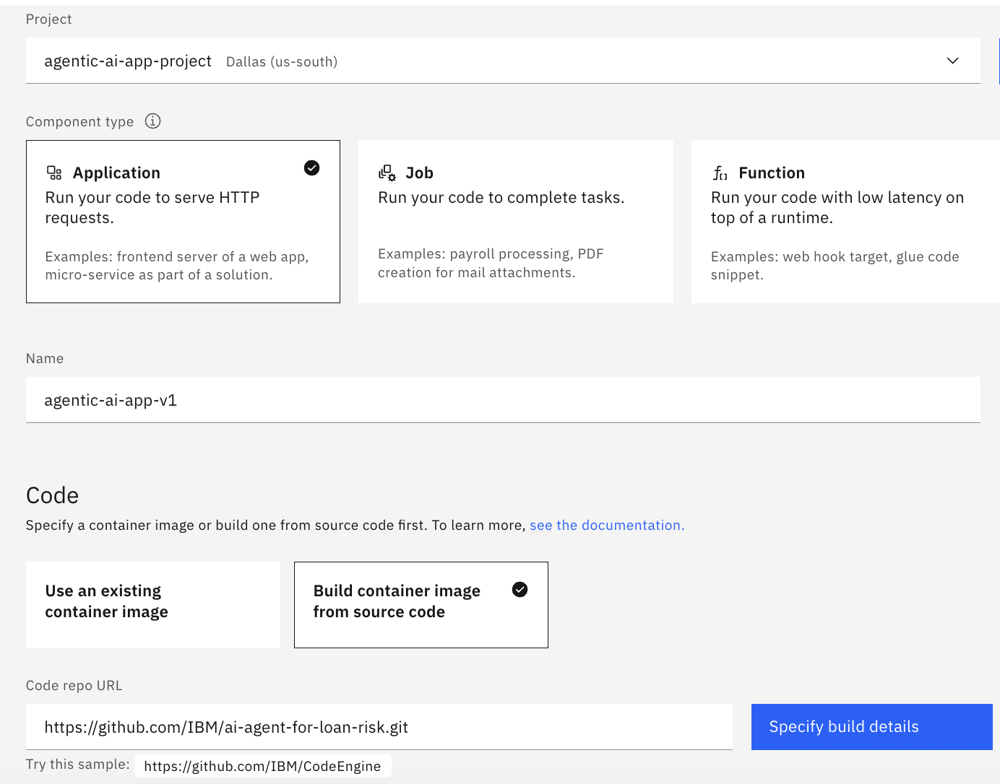 Project
agentic-ai-app-project Dallas (us-south)
Component type
Application
Run your code to serve HTTP
requests.
Examples: frontend server of a web app,
micro-service as part of a solution.
Job
Run your code to complete tasks.
Examples: payroll processing, PDF
creation for mail attachments.
Function
Run your code with low latency on
top of a runtime.
Examples: web hook target, glue code
snippet.
Name
agentic-ai-app-v1
Code
Specify a container image or build one from source code first. To learn more, see the documentation.
Use an existing
container image
Build container image
from source code
Code repo URL
https://github.com/IBM/ai-agent-for-loan-risk.git
Specify build details
Try this sample: https://github.com/IBM/CodeEngine